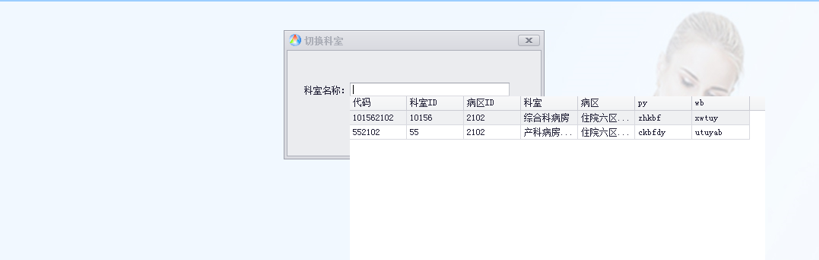 切换科室
科室名称:
代码 科室ID 病区ID 科室 病区 py wb
101562102 10156 2102 综合科病房 住院六区... zhkbf xwtuy
552102 55 2102 产科病房... 住院六区... ckbfdy utuyab